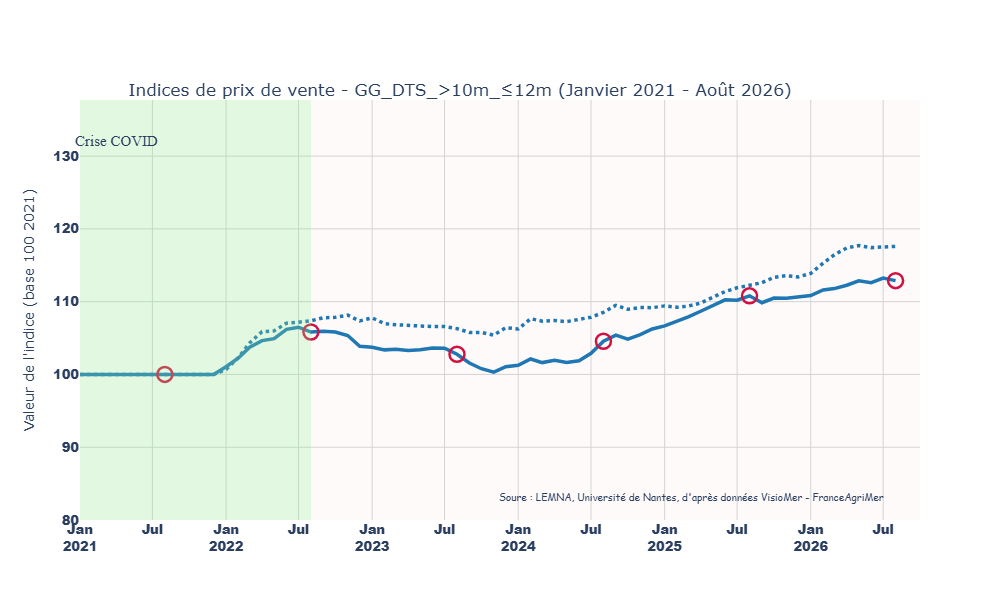 Indices de prix de vente - GG_DTS_>10m_≤12m (Janvier 2021 - Août 2026)
Crise COVID
Valeur de l'indice (base 100 2021)
130
120
110
100
90
80
Soure : LEMNA, Université de Nantes, d'après données VisioMer - FranceAgriMer
Jan Jul Jan Jul Jan Jul Jan Jul Jan Jul Jan Jul
2021 2022 2023 2024 2025 2026